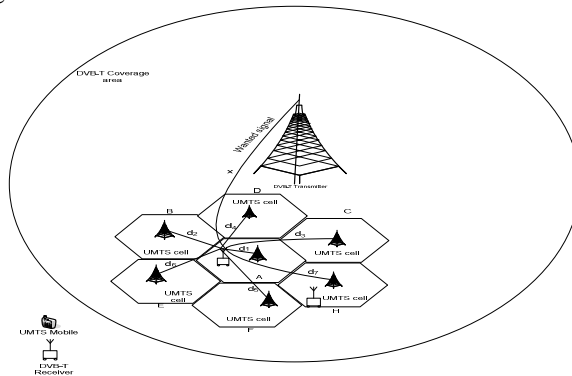 DVB-T Coverage
area
Wanted signal
x
DVB-T Transmitter
D
UMTS cell
B
C
d4
d2
d3
UMTS cell
d1
UMTS cell
d6
d7
A
UMTS
cell
d5
UMTS cell
E
UMTS cell
H
F
UMTS Mobile
DVB-T
Receiver